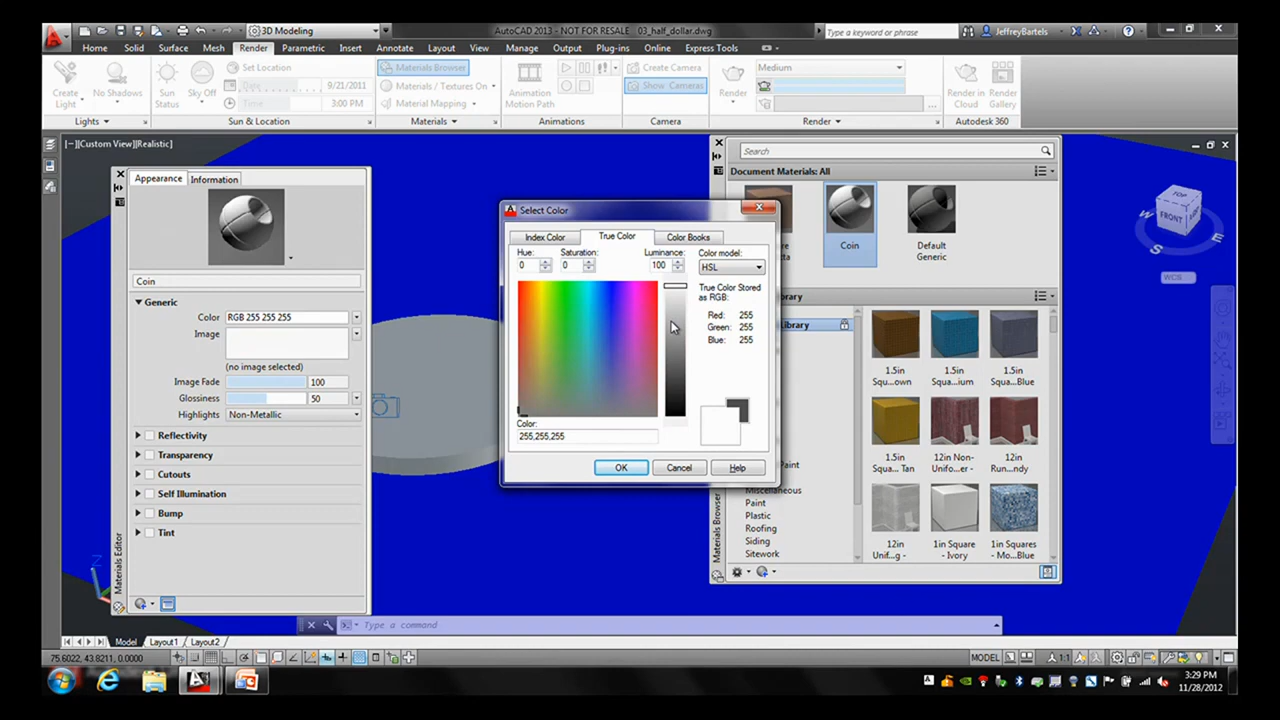 3D Modeling
AutoCAD 2013 - NOT FOR RESALE 03_half_dollar.dwg
Type a keyword or phrase
JeffreyBartels
Home Solid Surface Mesh Render Parametric Insert Annotate Layout View Manage Output Plug-ins Online Express Tools
Create Light
No Shadows
Sun Status
Sky Off
Set Location
Date 9/21/2011
Time 3:00 PM
Materials Browser
Materials / Textures On
Material Mapping
Animation Motion Path
Create Camera
Show Cameras
Render
Medium
Render in Cloud
Render Gallery
Lights Sun & Location Materials Animations Camera Render Autodesk 360
[−][Custom View][Realistic]
Appearance Information
Coin
Generic
Color RGB 255 255 255
Image
(no image selected)
Image Fade 100
Glossiness 50
Highlights Non-Metallic
Reflectivity
Transparency
Cutouts
Self Illumination
Bump
Tint
Materials Editor
Select Color
Index Color True Color Color Books
Hue: Saturation: Luminance: Color model:
0 0 100 HSL
True Color Stored
as RGB:
Red: 255
Green: 255
Blue: 255
Color:
255,255,255
OK Cancel Help
Search
Document Materials: All
Coin
Default
Generic
1.5in
Squ...own
1.5in
Squa...ium
1.5in
Squ...Blue
1.5in
Squa... Tan
12in Non-
Unifo...er -
12in
Run...ndy
12in
Unif...g -
1in Square
- Ivory
1in Squares
- Mo...Blue
Miscellaneous
Paint
Plastic
Roofing
Siding
Sitework
Materials Browser
TOP
FRONT
W
S
E
WCS
Z
Type a command
Model Layout1 Layout2
75.6022, 43.8211, 0.0000
MODEL
1:1
3:29 PM
11/28/2012